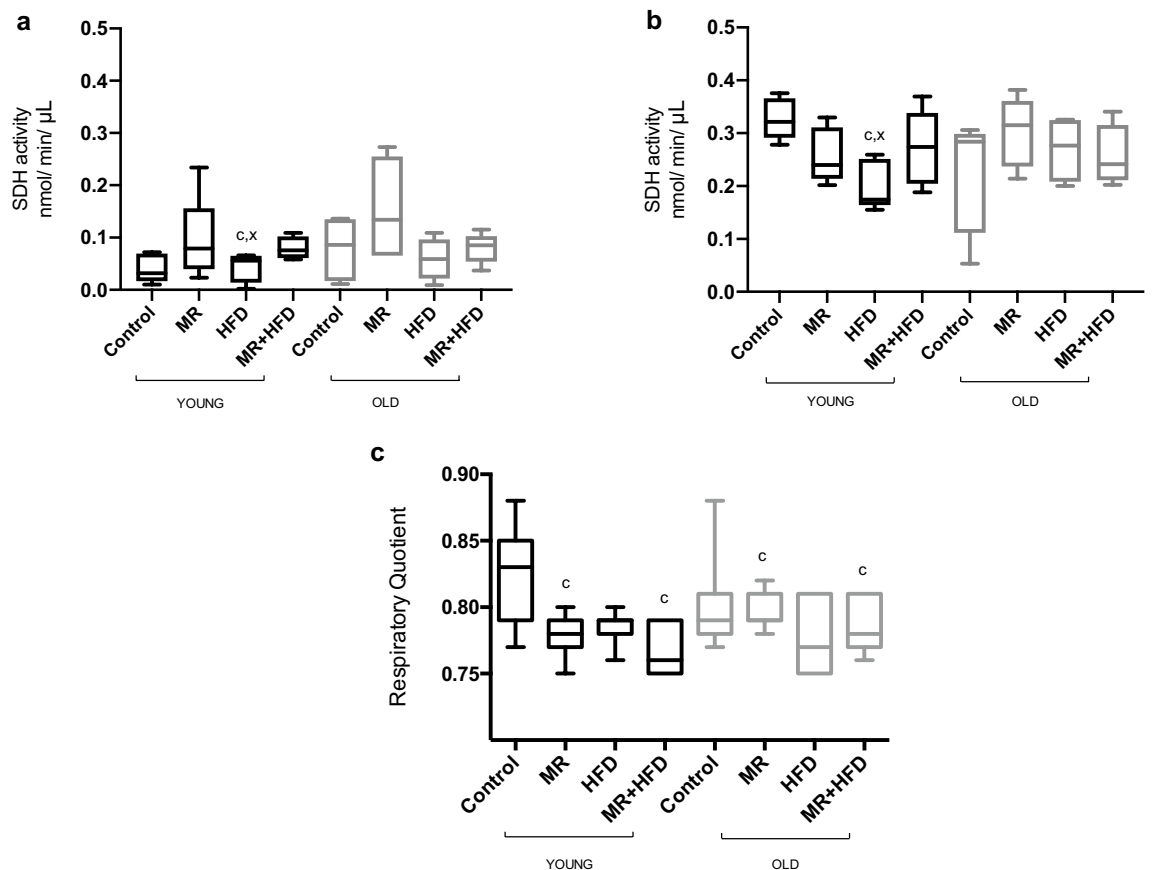 a
SDH activity
nmol/ min/ µL
0.5
0.4
0.3
0.2
0.1
0.0
c,x
Control
MR
HFD
MR+HFD
Control
MR
HFD
MR+HFD
YOUNG
OLD
b
SDH activity
nmol/ min/ µL
0.5
0.4
0.3
0.2
0.1
0.0
c,x
Control
MR
HFD
MR+HFD
Control
MR
HFD
MR+HFD
YOUNG
OLD
c
Respiratory Quotient
0.90
0.85
0.80
0.75
c
c
c
c
Control
MR
HFD
MR+HFD
Control
MR
HFD
MR+HFD
YOUNG
OLD